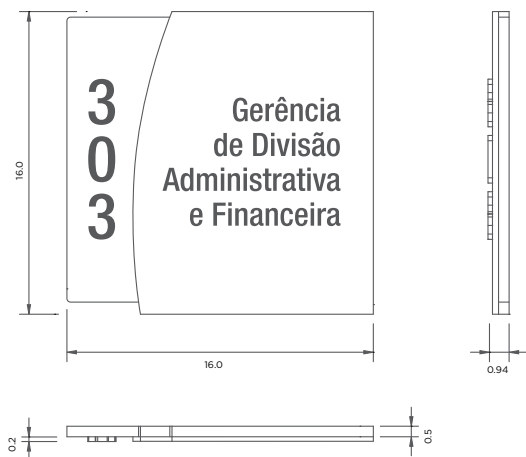 3
0
3
Gerência
de Divisão
Administrativa
e Financeira
16.0
16.0
0.94
0.2
0.5